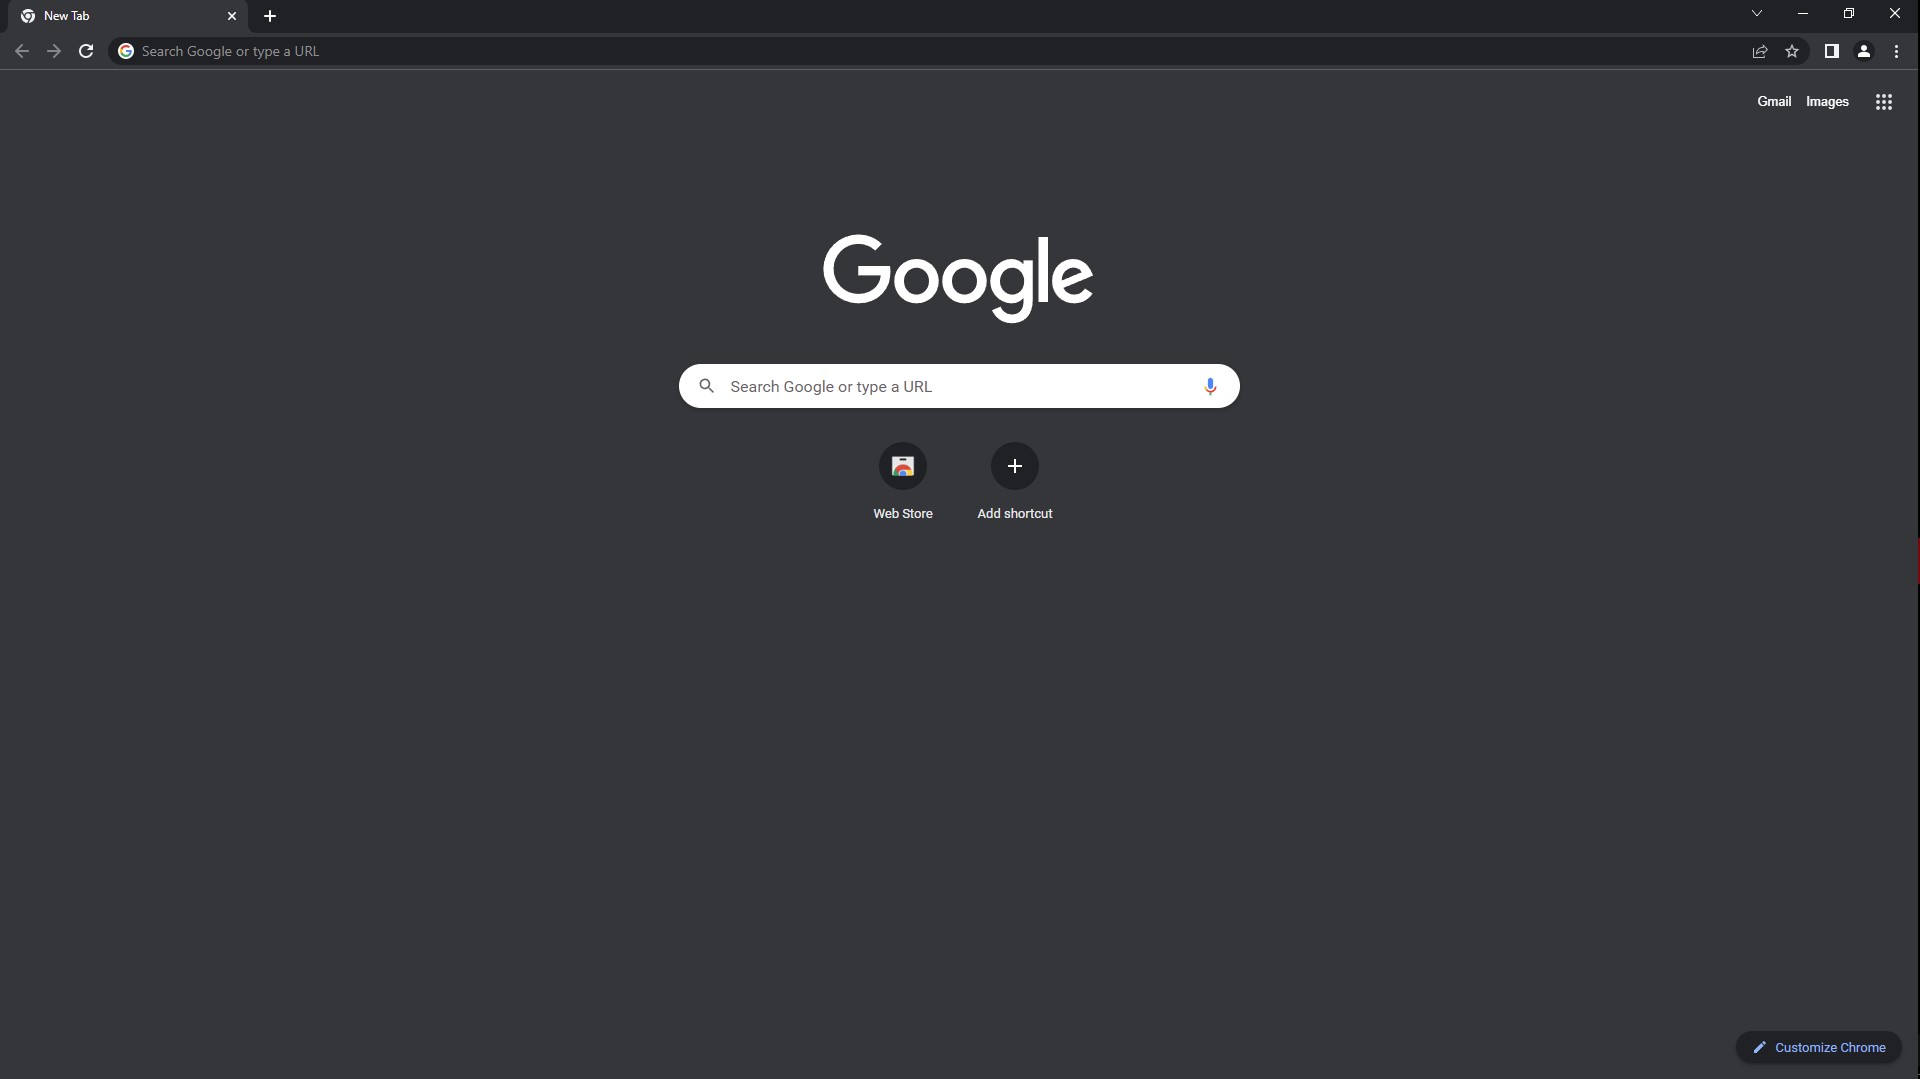 New Tab
Search Google or type a URL
Gmail Images
Google
Search Google or type a URL
Web Store Add shortcut
Customize Chrome